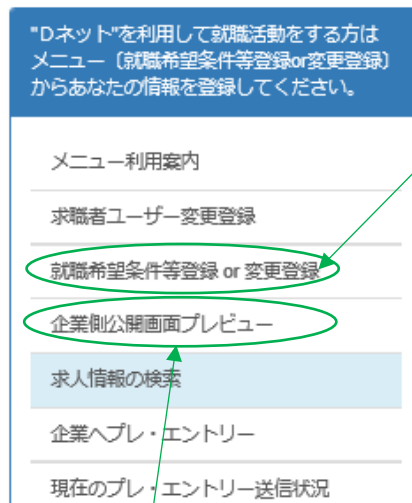 "Dネット"を利用して就職活動をする方は
メニュー〔就職希望条件等登録or変更登録〕
からあなたの情報を登録してください。
メニュー利用案内
求職者ユーザー変更登録
就職希望条件等登録 or 変更登録
企業側公開画面プレビュー
求人情報の検索
企業へプレ・エントリー
現在のプレ・エントリー送信状況